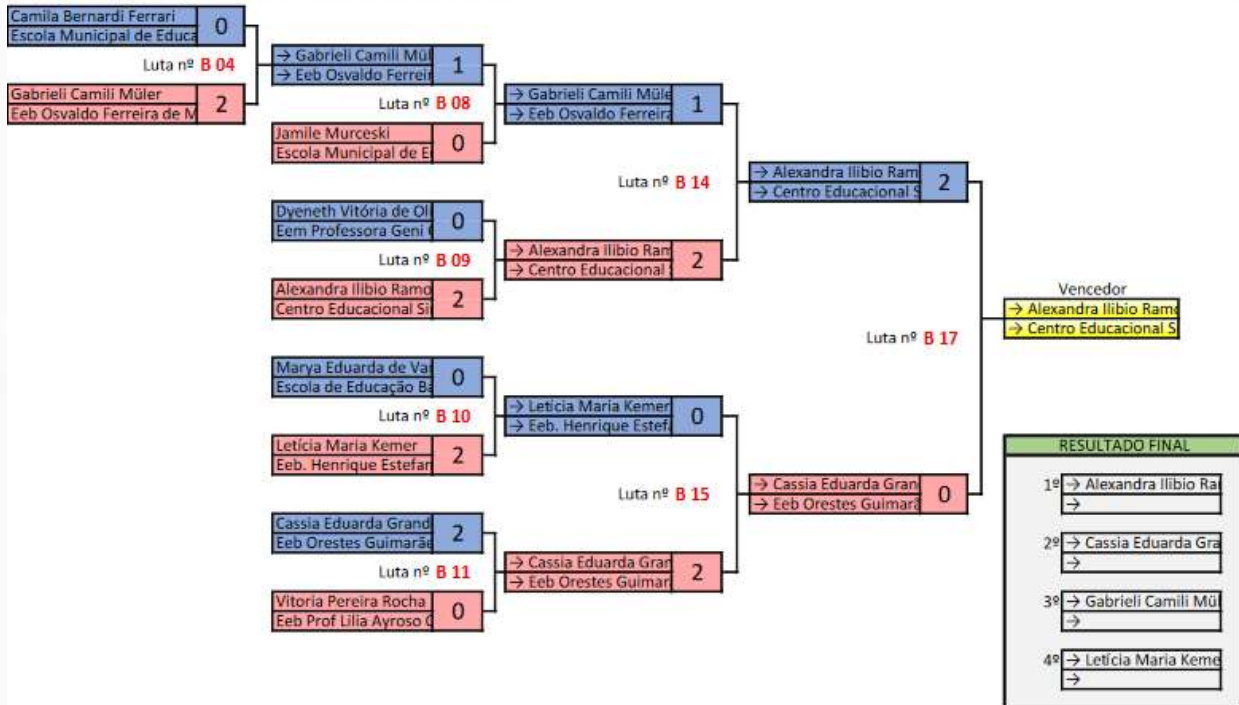 Camila Bernardi Ferrari 0
Escola Municipal de Educa
Luta nº B 04
Gabrieli Camili Müler 2
Eeb Osvaldo Ferreira de M
→ Gabrieli Camili Mül 1
→ Eeb Osvaldo Ferreir
Luta nº B 08
Jamile Murceski 0
Escola Municipal de E
Dyeneth Vitória de Oli 0
Eem Professora Geni
Luta nº B 09
Alexandra Ilibio Ramo 2
Centro Educacional Si
Marya Eduarda de Va 0
Escola de Educação Ba
Luta nº B 10
Letícia Maria Kemer 2
Eeb. Henrique Estefan
Cassia Eduarda Grand 2
Eeb Orestes Guimarãe
Luta nº B 11
Vitoria Pereira Rocha 0
Eeb Prof Lilia Ayroso
→ Gabrieli Camili Müle 1
→ Eeb Osvaldo Ferreira
Luta nº B 14
→ Alexandra Ilibio Ram 2
→ Centro Educacional
→ Letícia Maria Kemer 0
→ Eeb. Henrique Estef
Luta nº B 15
→ Cassia Eduarda Gran 2
→ Eeb Orestes Guimar
→ Alexandra Ilibio Ram 2
→ Centro Educacional S
Luta nº B 17
→ Cassia Eduarda Gran 0
→ Eeb Orestes Guimarã
Vencedor
→ Alexandra Ilibio Ram
→ Centro Educacional S
RESULTADO FINAL
1º → Alexandra Ilibio Ra
→
2º → Cassia Eduarda Gra
→
3º → Gabrieli Camili Mül
→
4º → Letícia Maria Keme
→